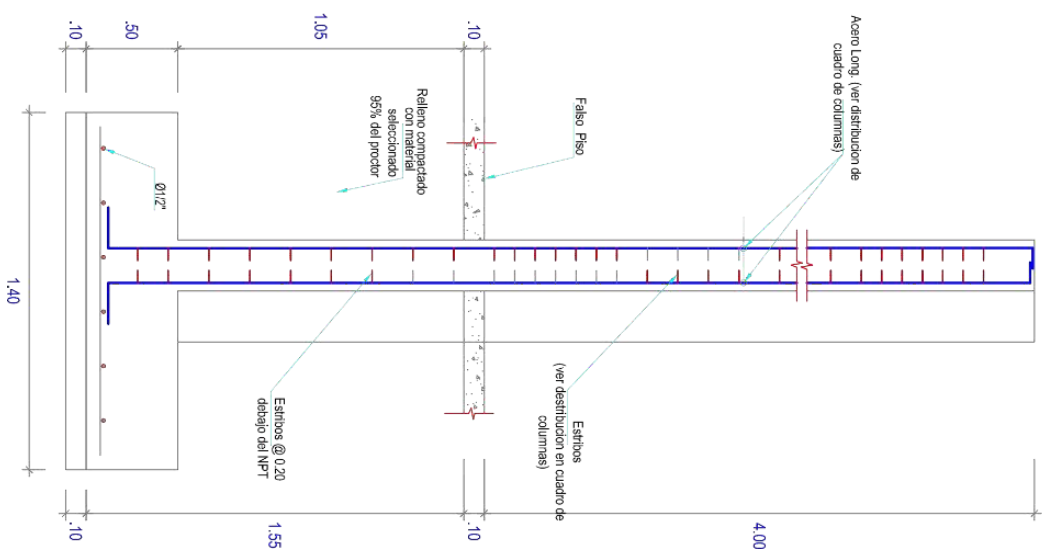 Acero Long. (ver distribucion de
cuadro de columnas)
4.00
Estribos
(ver destribucion en cuadro de
columnas)
Falso Piso
.10
.10
Relleno compactado
con material
seleccionado
95% del proctor
1.05
1.55
Estribos @ 0.20
debajo del NPT
Ø1/2"
.50
.10
.10
1.40